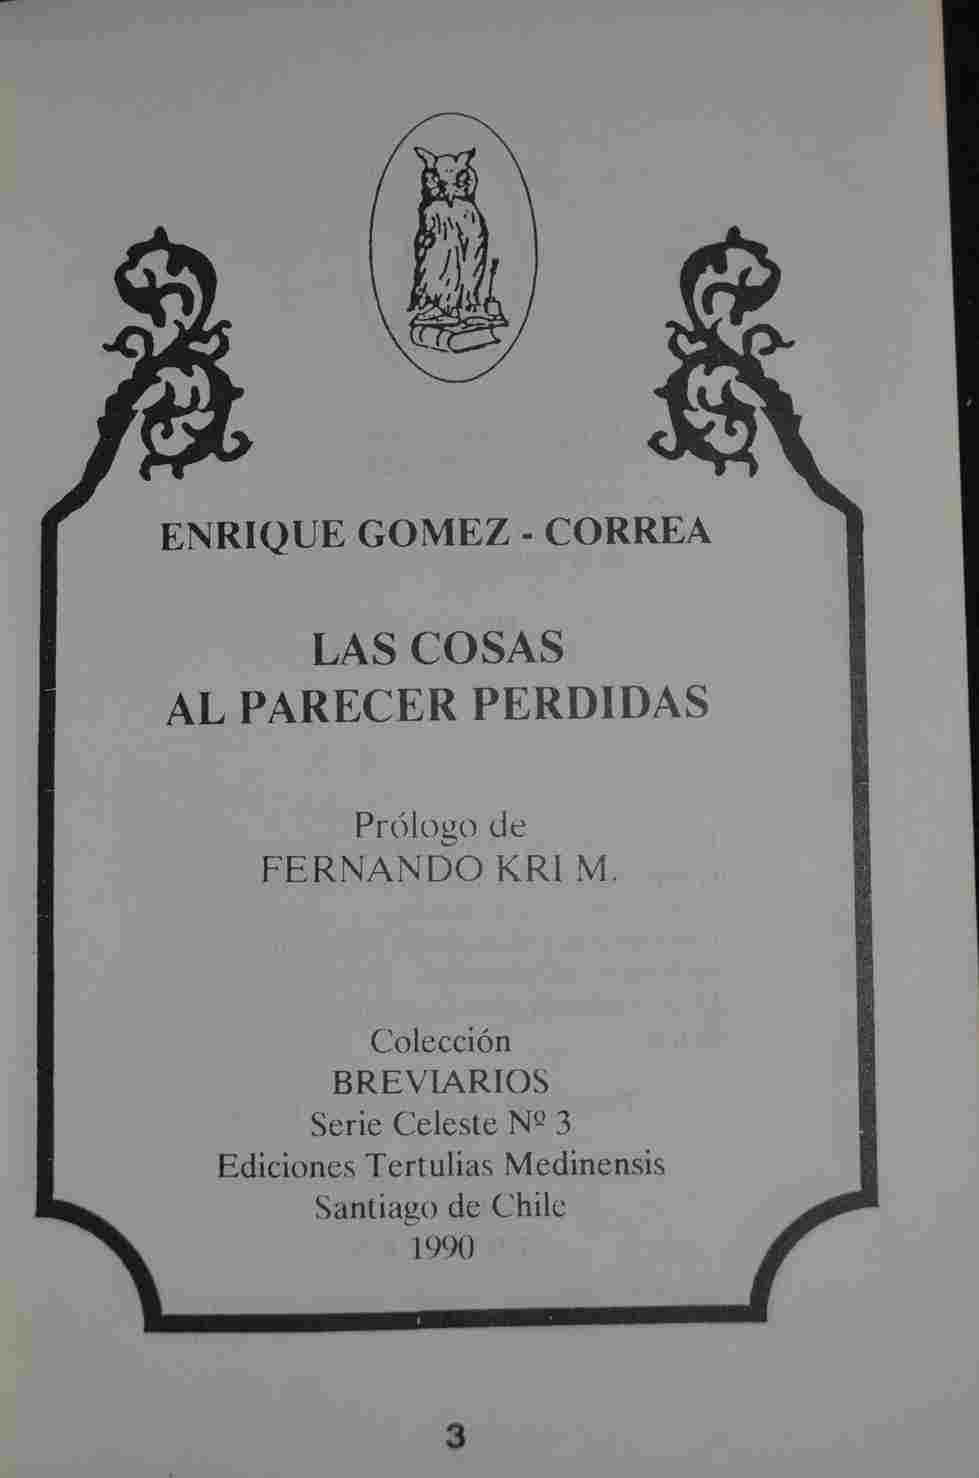 ENRIQUE GOMEZ - CORREA
LAS COSAS
AL PARECER PERDIDAS
Prólogo de
FERNANDO KRI M.
Colección
BREVIARIOS
Serie Celeste Nº 3
Ediciones Tertulias Medinensis
Santiago de Chile
1990
3